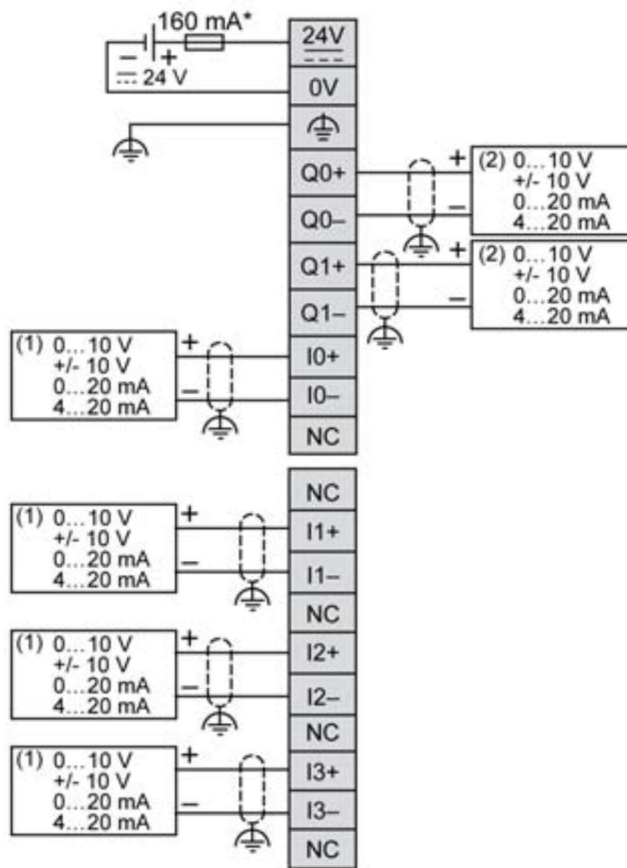 160 mA*
24V
− +
24 V
0V
Q0+
+ (2) 0...10 V
+/- 10 V
0...20 mA
− 4...20 mA
Q0–
Q1+
+ (2) 0...10 V
+/- 10 V
0...20 mA
− 4...20 mA
Q1–
(1) 0...10 V +
+/- 10 V
0...20 mA −
4...20 mA
I0+
I0–
NC
NC
(1) 0...10 V +
+/- 10 V
0...20 mA −
4...20 mA
I1+
I1–
NC
(1) 0...10 V +
+/- 10 V
0...20 mA −
4...20 mA
I2+
I2–
NC
(1) 0...10 V +
+/- 10 V
0...20 mA −
4...20 mA
I3+
I3–
NC